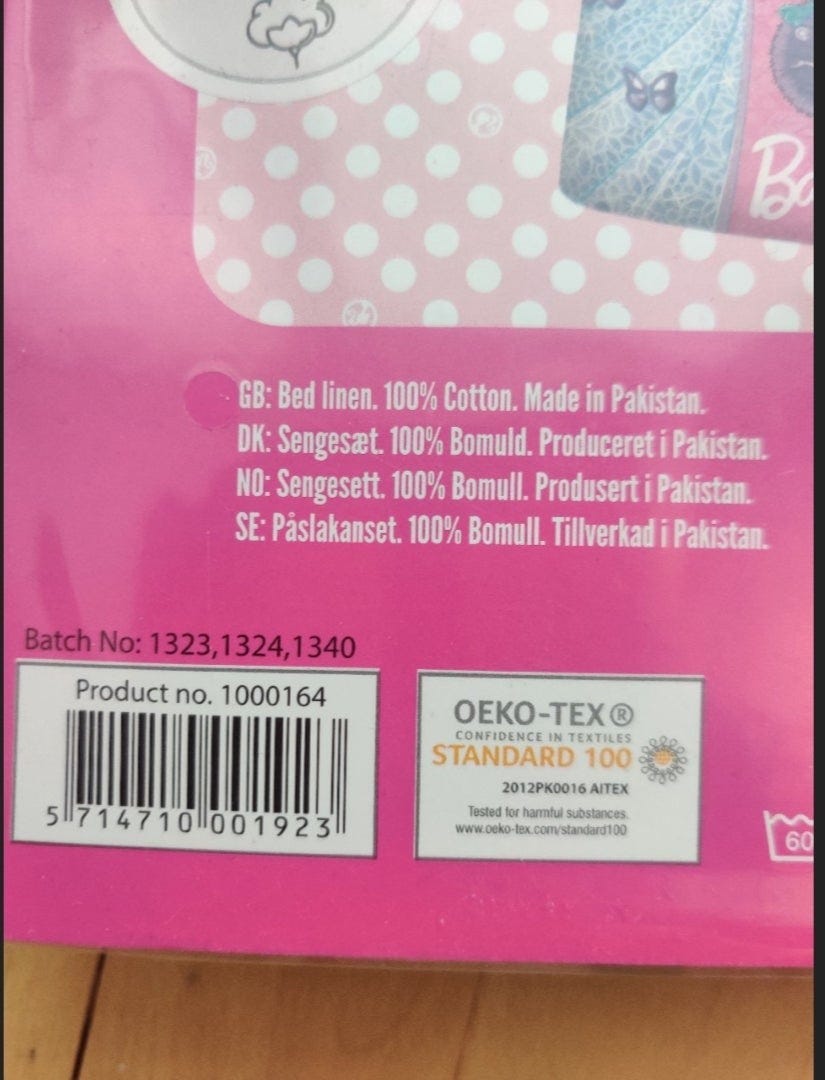 GB: Bed linen. 100% Cotton. Made in Pakistan.
DK: Sengesæt. 100% Bomuld. Produceret i Pakistan.
NO: Sengesett. 100% Bomull. Produsert i Pakistan.
SE: Påslakanset. 100% Bomull. Tillverkad i Pakistan.
Batch No: 1323,1324,1340
Product no. 1000164
5 714710 001923
OEKO-TEX®
CONFIDENCE IN TEXTILES
STANDARD 100
2012PK0016 AITEX
Tested for harmful substances.
www.oeko-tex.com/standard100
60